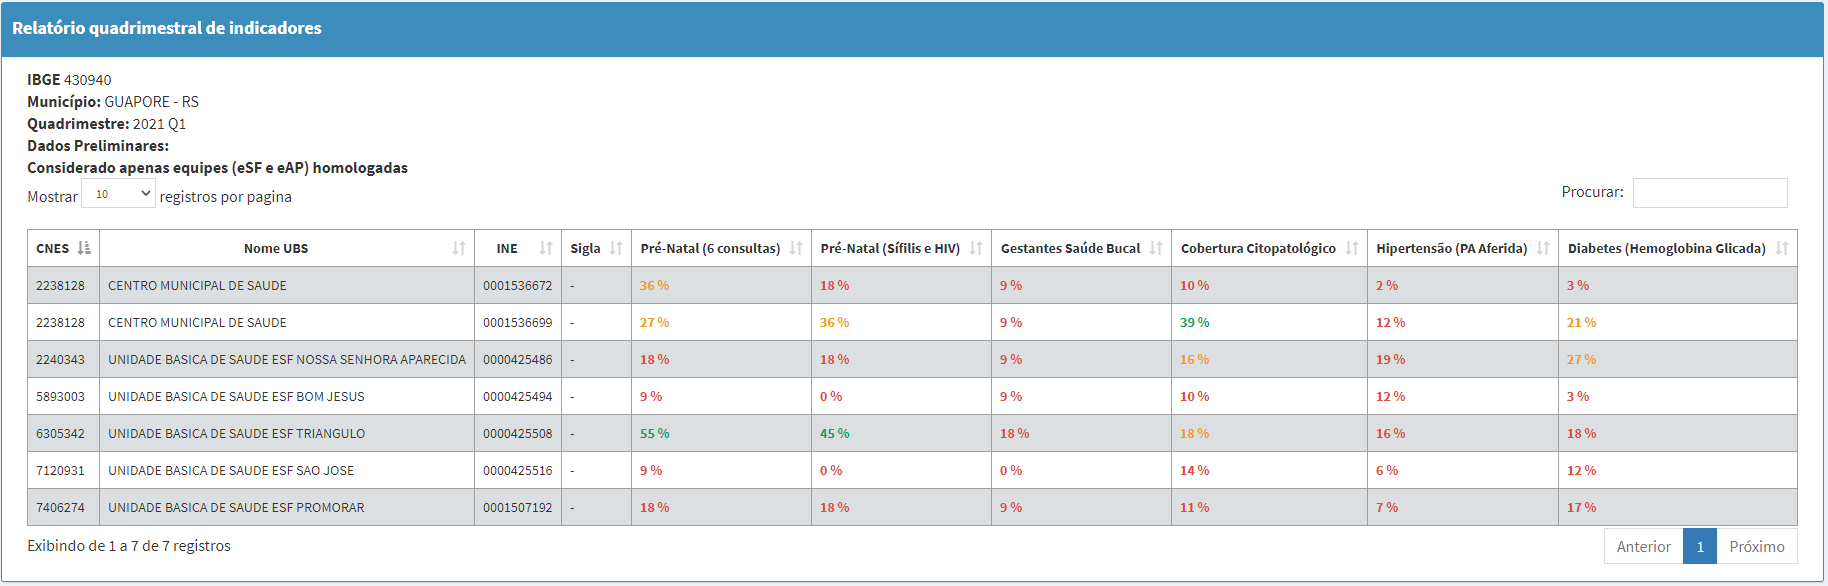 Relatório quadrimestral de indicadores
IBGE 430940
Município: GUAPORE - RS
Quadrimestre: 2021 Q1
Dados Preliminares:
Considerado apenas equipes (eSF e eAP) homologadas
Mostrar 10 registros por pagina
Procurar:
CNES Nome UBS INE Sigla Pré-Natal (6 consultas) Pré-Natal (Sífilis e HIV) Gestantes Saúde Bucal Cobertura Citopatológico Hipertensão (PA Aferida) Diabetes (Hemoglobina Glicada)
2238128 CENTRO MUNICIPAL DE SAUDE 0001536672 - 36 % 18 % 9 % 10 % 2 % 3 %
2238128 CENTRO MUNICIPAL DE SAUDE 0001536699 - 27 % 36 % 9 % 39 % 12 % 21 %
2240343 UNIDADE BASICA DE SAUDE ESF NOSSA SENHORA APARECIDA 0000425486 - 18 % 18 % 9 % 16 % 19 % 27 %
5893003 UNIDADE BASICA DE SAUDE ESF BOM JESUS 0000425494 - 9 % 0 % 9 % 10 % 12 % 3 %
6305342 UNIDADE BASICA DE SAUDE ESF TRIANGULO 0000425508 - 55 % 45 % 18 % 18 % 16 % 18 %
7120931 UNIDADE BASICA DE SAUDE ESF SAO JOSE 0000425516 - 9 % 0 % 0 % 14 % 6 % 12 %
7406274 UNIDADE BASICA DE SAUDE ESF PROMORAR 0001507192 - 18 % 18 % 9 % 11 % 7 % 17 %
Exibindo de 1 a 7 de 7 registros
Anterior 1 Próximo